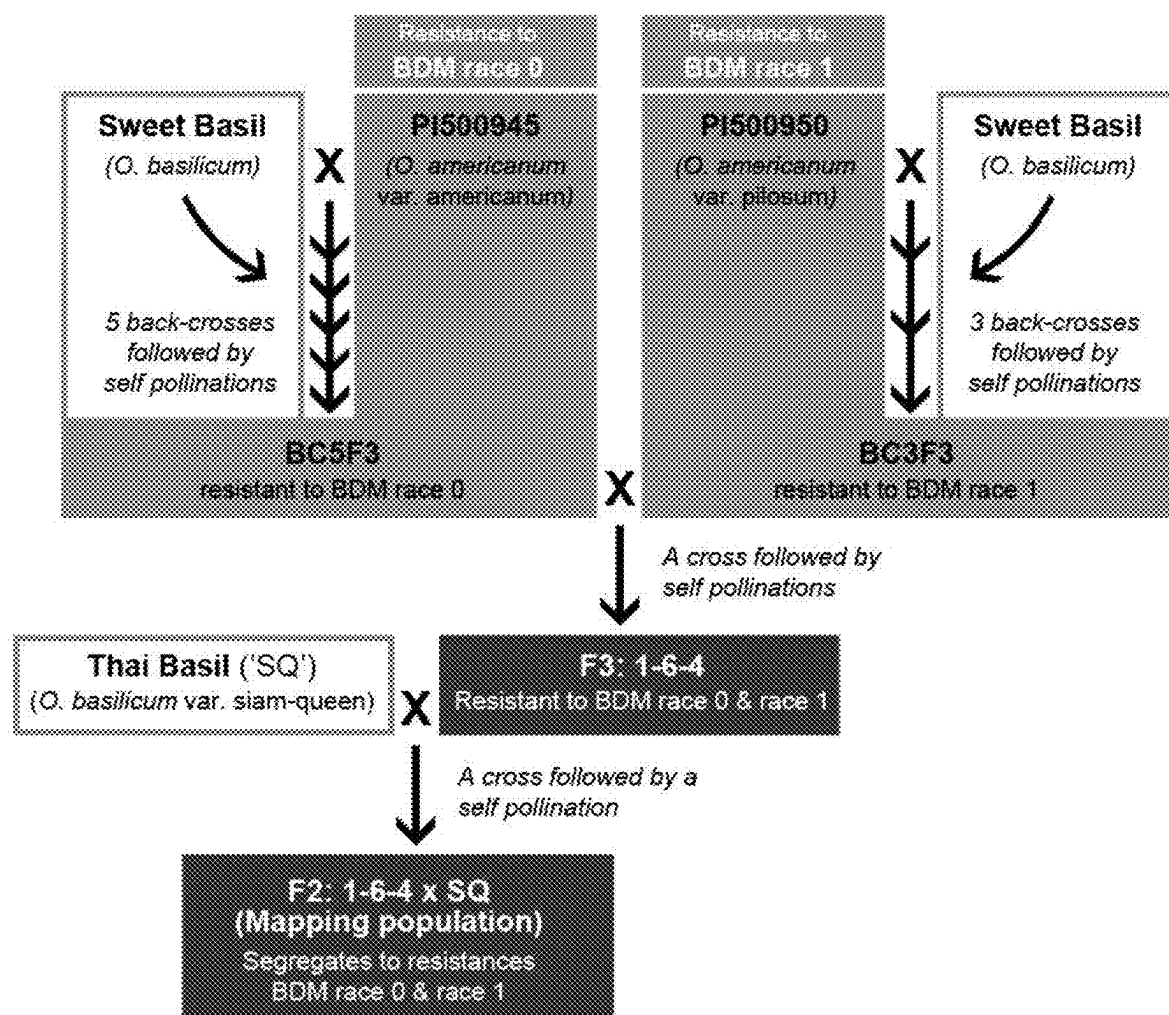 Resistance to
BDM race 0
Resistance to
BDM race 1
Sweet Basil
(O. basilicum)
X
PI500945
(O. americanum
var. americanum)
PI500950
(O. americanum
var. pilosum)
X
Sweet Basil
(O. basilicum)
5 back-crosses
followed by
self pollinations
3 back-crosses
followed by
self pollinations
BC5F3
resistant to BDM race 0
X
BC3F3
resistant to BDM race 1
A cross followed by
self pollinations
Thai Basil ('SQ')
(O. basilicum var. siam-queen)
X
F3: 1-6-4
Resistant to BDM race 0 & race 1
A cross followed by a
self pollination
F2: 1-6-4 x SQ
(Mapping population)
Segregates to resistances
BDM race 0 & race 1